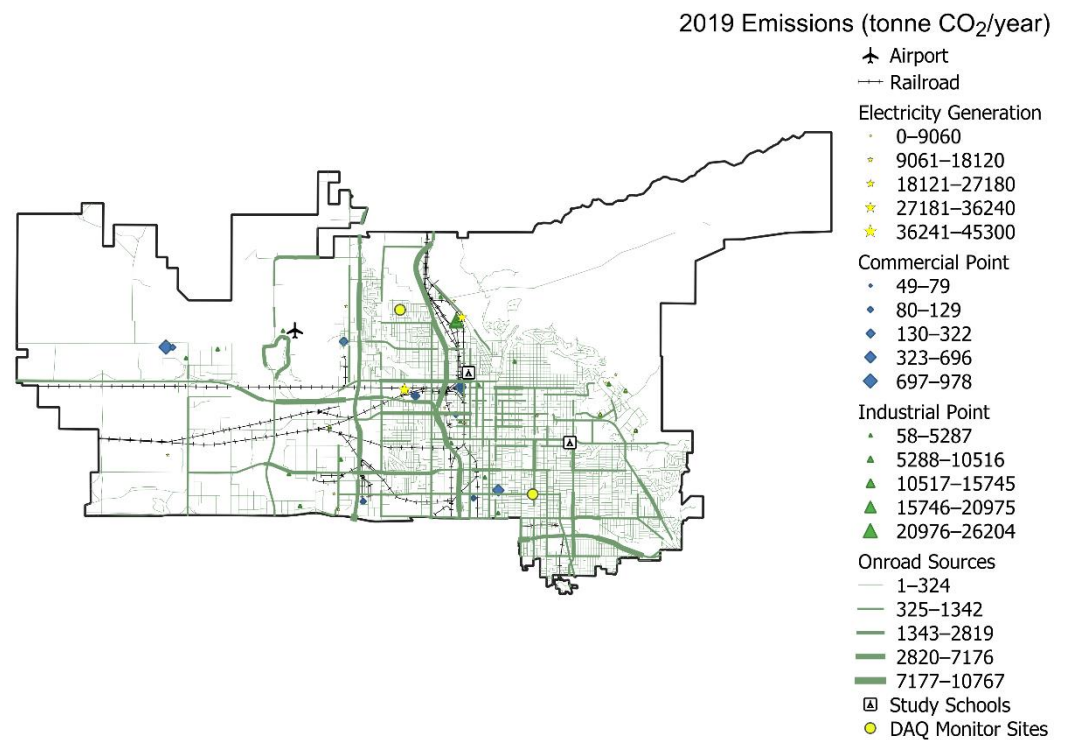 2019 Emissions (tonne CO2/year)
Airport
Railroad
Electricity Generation
0–9060
9061–18120
18121–27180
27181–36240
36241–45300
Commercial Point
49–79
80–129
130–322
323–696
697–978
Industrial Point
58–5287
5288–10516
10517–15745
15746–20975
20976–26204
Onroad Sources
1–324
325–1342
1343–2819
2820–7176
7177–10767
Study Schools
DAQ Monitor Sites